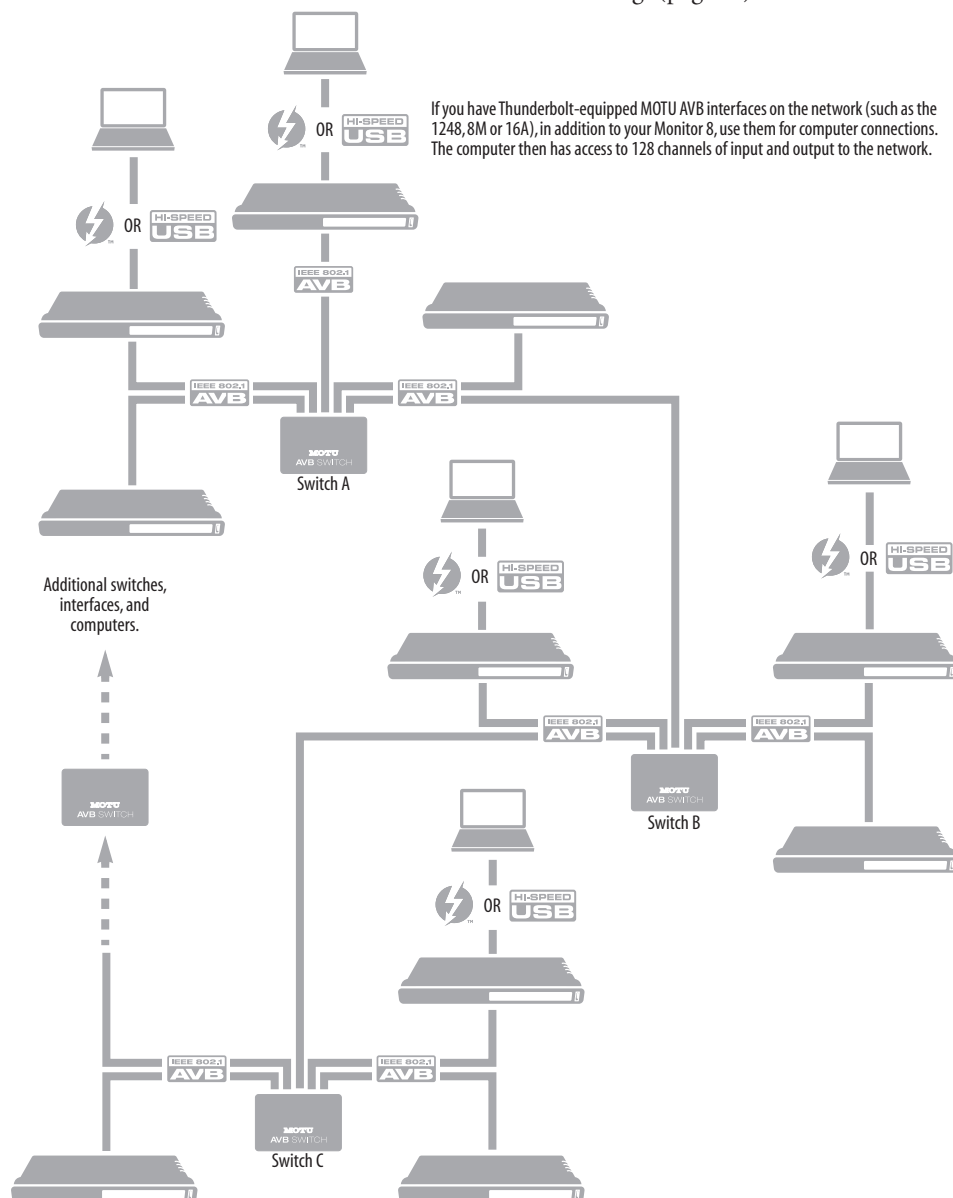 If you have Thunderbolt-equipped MOTU AVB interfaces on the network (such as the
1248, 8M or 16A), in addition to your Monitor 8, use them for computer connections.
The computer then has access to 128 channels of input and output to the network.
OR
HI-SPEED
USB
OR
HI-SPEED
USB
IEEE 802.1
AVB
IEEE 802.1
AVB
IEEE 802.1
AVB
MOTU
AVB SWITCH
Switch A
OR
HI-SPEED
USB
OR
HI-SPEED
USB
Additional switches,
interfaces, and
computers.
IEEE 802.1
AVB
IEEE 802.1
AVB
MOTU
AVB SWITCH
Switch B
MOTU
AVB SWITCH
OR
HI-SPEED
USB
IEEE 802.1
AVB
IEEE 802.1
AVB
MOTU
AVB SWITCH
Switch C